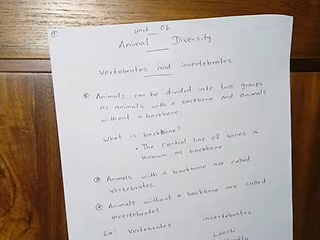 Unit 06.
Animal Diversity
Vertebrates and invertebrates
Animals can be divided into two groups
as animals with a backbone and animals
without a backbone
What is backbone?
• The central line of bones is
known as backbone
Animals with a backbone are called
vertebrates.
Animals without a backbone are called
invertebrates
Ex: Vertebrates invertebrates
Leech